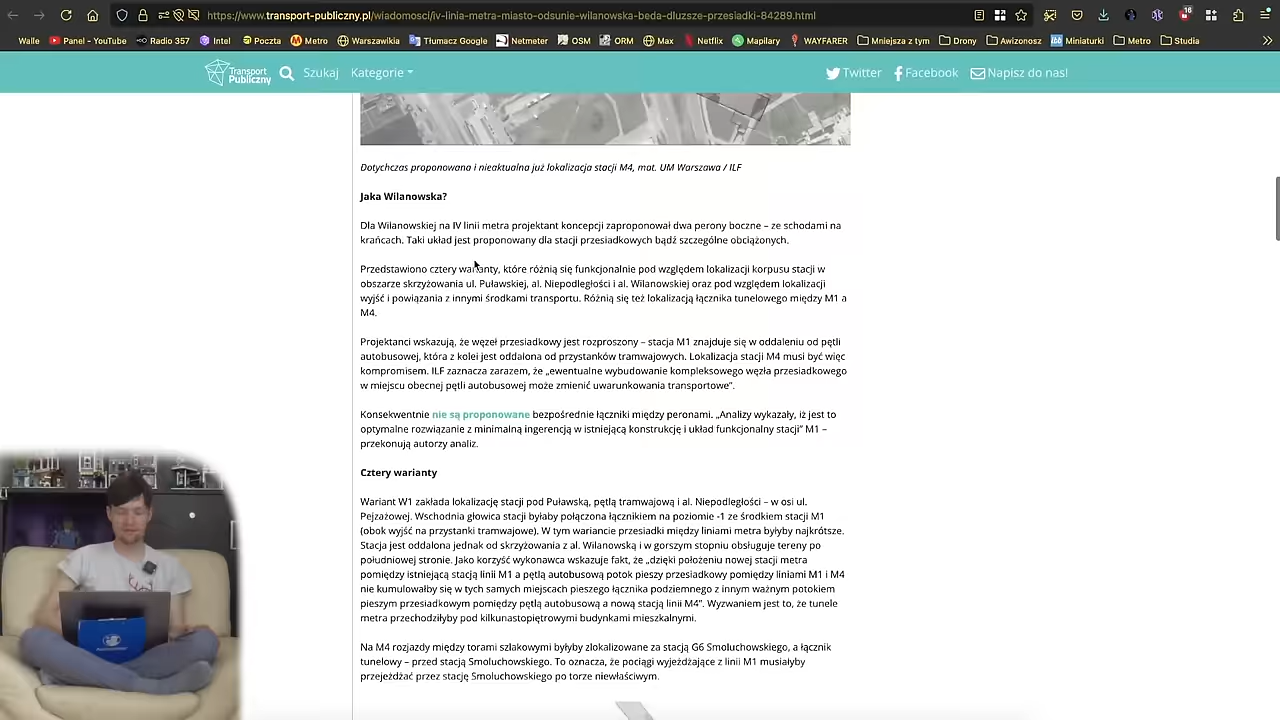 https://www.transport-publiczny.pl/wiadomosci/iv-linia-metra-miasto-odsunie-wilanowska-beda-dluzsze-przesiadki-84289.html
18
Walle
Panel - YouTube
Radio 357
Intel
Poczta
Metro
Warszawikia
Tłumacz Google
Netmeter
OSM
ORM
Max
Netflix
Mapilary
WAYFARER
Mniejsza z tym
Drony
Awizonosz
ibb Miniaturki
Metro
Studia
Transport Publiczny
Szukaj
Kategorie
Twitter
Facebook
Napisz do nas!
Dotychczas proponowana i nieaktualna już lokalizacja stacji M4, mat. UM Warszawa / ILF
Jaka Wilanowska?
Dla Wilanowskiej na IV linii metra projektant koncepcji zaproponował dwa perony boczne – ze schodami na
krańcach. Taki układ jest proponowany dla stacji przesiadkowych bądź szczególne obciążonych.
Przedstawiono cztery warianty, które różnią się funkcjonalnie pod względem lokalizacji korpusu stacji w
obszarze skrzyżowania ul. Puławskiej, al. Niepodległości i al. Wilanowskiej oraz pod względem lokalizacji
wyjść i powiązania z innymi środkami transportu. Różnią się też lokalizacją łącznika tunelowego między M1 a
M4.
Projektanci wskazują, że węzeł przesiadkowy jest rozproszony – stacja M1 znajduje się w oddaleniu od pętli
autobusowej, która z kolei jest oddalona od przystanków tramwajowych. Lokalizacja stacji M4 musi być więc
kompromisem. ILF zaznacza zarazem, że „ewentualne wybudowanie kompleksowego węzła przesiadkowego
w miejscu obecnej pętli autobusowej może zmienić uwarunkowania transportowe”.
Konsekwentnie nie są proponowane bezpośrednie łączniki między peronami. „Analizy wykazały, iż jest to
optymalne rozwiązanie z minimalną ingerencją w istniejącą konstrukcję i układ funkcjonalny stacji” M1 –
przekonują autorzy analiz.
Cztery warianty
Wariant W1 zakłada lokalizację stacji pod Puławską, pętlą tramwajową i al. Niepodległości – w osi ul.
Pejzażowej. Wschodnia głowica stacji byłaby połączona łącznikiem na poziomie -1 ze środkiem stacji M1
(obok wyjść na przystanki tramwajowe). W tym wariancie przesiadki między liniami metra byłyby najkrótsze.
Stacja jest oddalona jednak od skrzyżowania z al. Wilanowską i w gorszym stopniu obsługuje tereny po
południowej stronie. Jako korzyść wykonawca wskazuje fakt, że „dzięki położeniu nowej stacji metra
pomiędzy istniejącą stacją linii M1 a pętlą autobusową potok pieszy przesiadkowy pomiędzy liniami M1 i M4
nie kumulowałby się w tych samych miejscach pieszego łącznika podziemnego z innym ważnym potokiem
pieszym przesiadkowym pomiędzy pętlą autobusową a nową stacją linii M4”. Wyzwaniem jest to, że tunele
metra przechodziłyby pod kilkunastopiętrowymi budynkami mieszkalnymi.
Na M4 rozjazdy między torami szlakowymi byłyby zlokalizowane za stacją G6 Smoluchowskiego, a łącznik
tunelowy – przed stacją Smoluchowskiego. To oznacza, że pociągi wyjeżdżające z linii M1 musiałyby
przejeżdżać przez stację Smoluchowskiego po torze niewłaściwym.